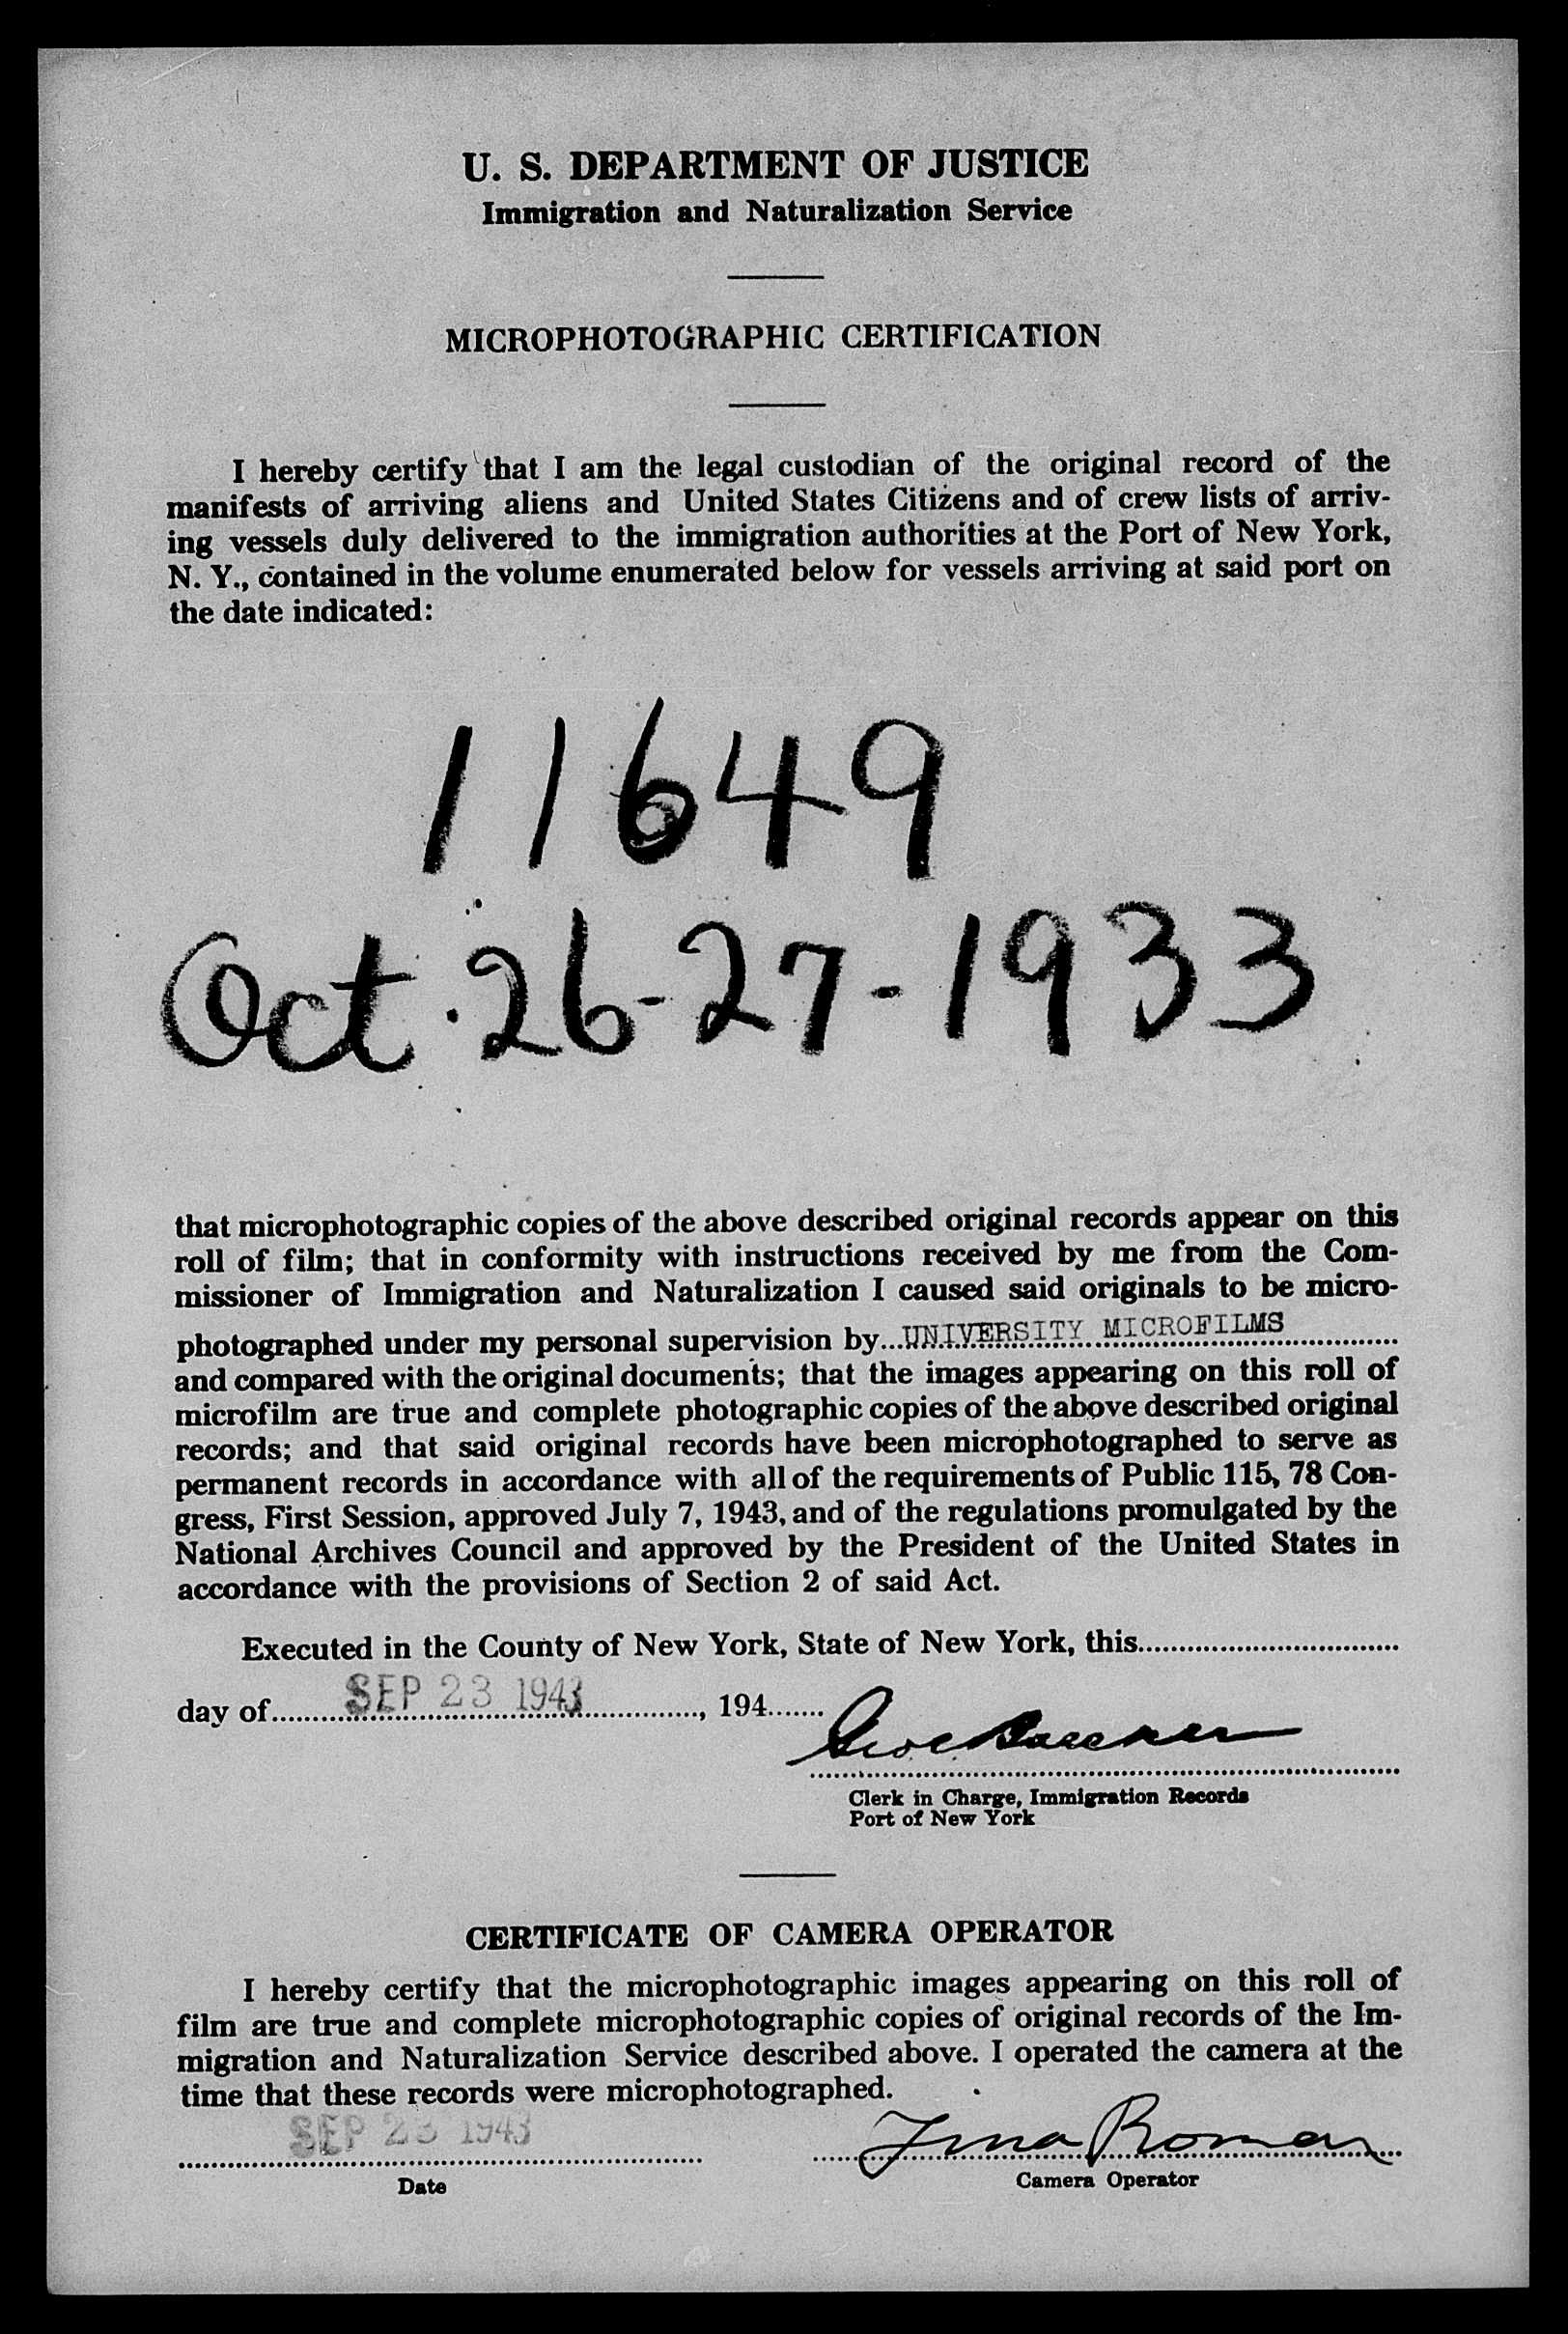 U. S. DEPARTMENT OF JUSTICE
Immigration and Naturalization Service
MICROPHOTOGRAPHIC CERTIFICATION
I hereby certify that I am the legal custodian of the original record of the
manifests of arriving aliens and United States Citizens and of crew lists of arriv-
ing vessels duly delivered to the immigration authorities at the Port of New York,
N. Y., contained in the volume enumerated below for vessels arriving at said port on
the date indicated:
11649
Oct. 26-27-1933
that microphotographic copies of the above described original records appear on this
roll of film; that in conformity with instructions received by me from the Com-
missioner of Immigration and Naturalization I caused said originals to be micro-
photographed under my personal supervision by...UNIVERSITY MICROFILMS
and compared with the original documents; that the images appearing on this roll of
microfilm are true and complete photographic copies of the above described original
records; and that said original records have been microphotographed to serve as
permanent records in accordance with all of the requirements of Public 115, 78 Con-
gress, First Session, approved July 7, 1943, and of the regulations promulgated by the
National Archives Council and approved by the President of the United States in
accordance with the provisions of Section 2 of said Act.
Executed in the County of New York, State of New York, this
day of SEP 23 1943, 194
Clerk in Charge, Immigration Records
Port of New York
CERTIFICATE OF CAMERA OPERATOR
I hereby certify that the microphotographic images appearing on this roll of
film are true and complete microphotographic copies of original records of the Im-
migration and Naturalization Service described above. I operated the camera at the
time that these records were microphotographed.
SEP 23 1943
Roman
Date
Camera Operator